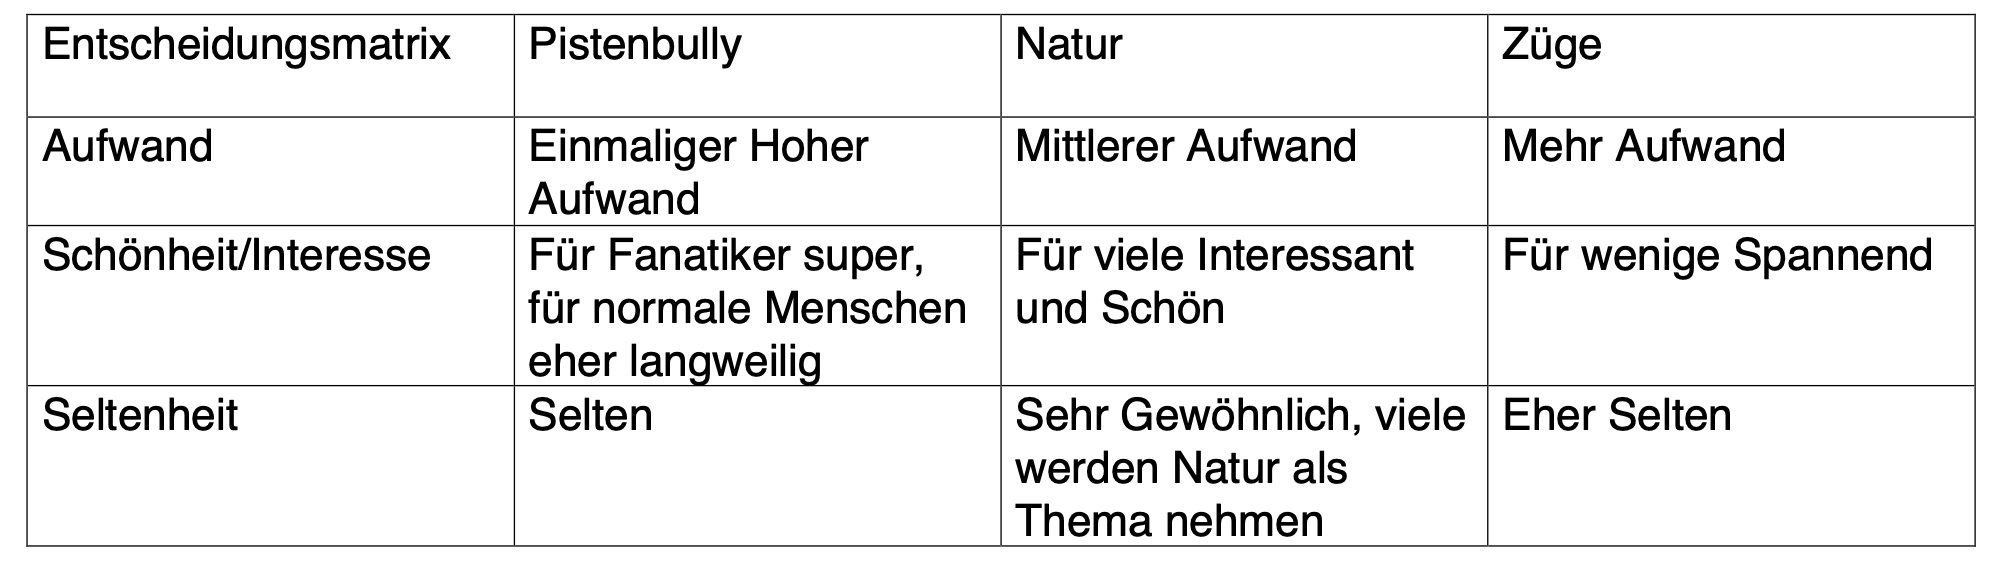 Entscheidungsmatrix
Pistenbully
Natur
Züge
Aufwand
Einmaliger Hoher
Aufwand
Mittlerer Aufwand
Mehr Aufwand
Schönheit/Interesse
Für Fanatiker super,
für normale Menschen
eher langweilig
Für viele Interessant
und Schön
Für wenige Spannend
Seltenheit
Selten
Sehr Gewöhnlich, viele
werden Natur als
Thema nehmen
Eher Selten